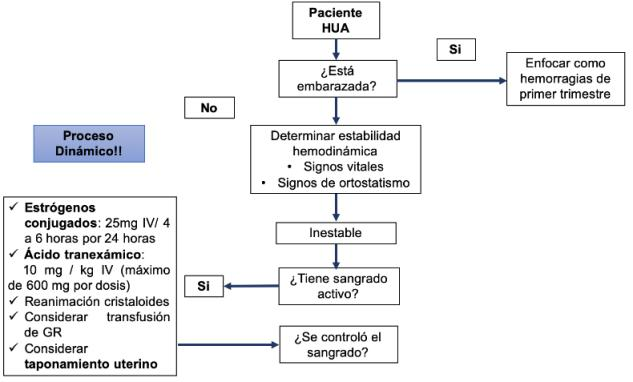 Paciente
HUA
Si
¿Está
embarazada?
Enfocar como
hemorragias de
primer trimestre
No
Proceso
Dinámico!!
Determinar estabilidad
hemodinámica
• Signos vitales
• Signos de ortostatismo
Inestable
✓ Estrógenos
conjugados: 25mg IV/ 4
a 6 horas por 24 horas
✓ Ácido tranexámico:
10 mg / kg IV (máximo
de 600 mg por dosis)
✓ Reanimación cristaloides
✓ Considerar transfusión
de GR
✓ Considerar
taponamiento uterino
Si
¿Tiene sangrado
activo?
¿Se controló el
sangrado?